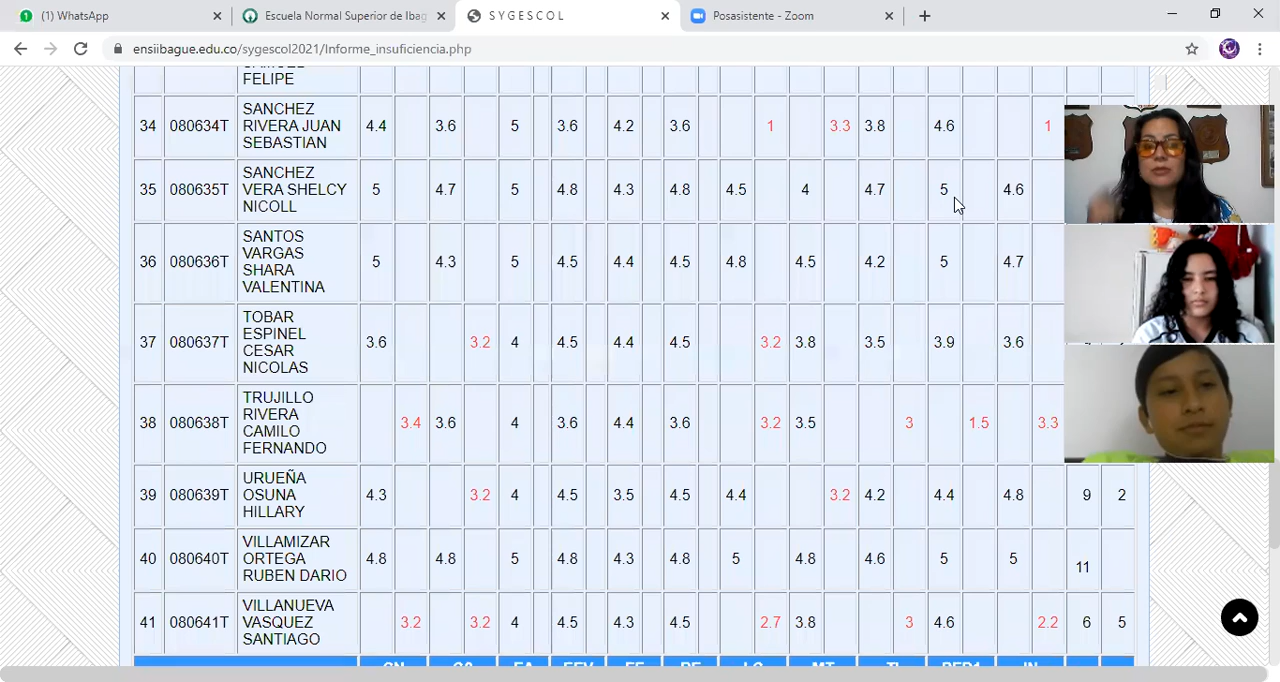 (1) WhatsApp
Escuela Normal Superior de Ibag
S Y G E S C O L
Posasistente - Zoom
ensiibague.edu.co/sygescol2021/Informe_insuficiencia.php
FELIPE
34 080634T SANCHEZ RIVERA JUAN SEBASTIAN 4.4 3.6 5 3.6 4.2 3.6 1 3.3 3.8 4.6 1
35 080635T SANCHEZ VERA SHELCY NICOLL 5 4.7 5 4.8 4.3 4.8 4.5 4 4.7 5 4.6
36 080636T SANTOS VARGAS SHARA VALENTINA 5 4.3 5 4.5 4.4 4.5 4.8 4.5 4.2 5 4.7
37 080637T TOBAR ESPINEL CESAR NICOLAS 3.6 3.2 4 4.5 4.4 4.5 3.2 3.8 3.5 3.9 3.6
38 080638T TRUJILLO RIVERA CAMILO FERNANDO 3.4 3.6 4 3.6 4.4 3.6 3.2 3.5 3 1.5 3.3
39 080639T URUEÑA OSUNA HILLARY 4.3 3.2 4 4.5 3.5 4.5 4.4 3.2 4.2 4.4 4.8 9 2
40 080640T VILLAMIZAR ORTEGA RUBEN DARIO 4.8 4.8 5 4.8 4.3 4.8 5 4.8 4.6 5 5 11
41 080641T VILLANUEVA VASQUEZ SANTIAGO 3.2 3.2 4 4.5 4.3 4.5 2.7 3.8 3 4.6 2.2 6 5